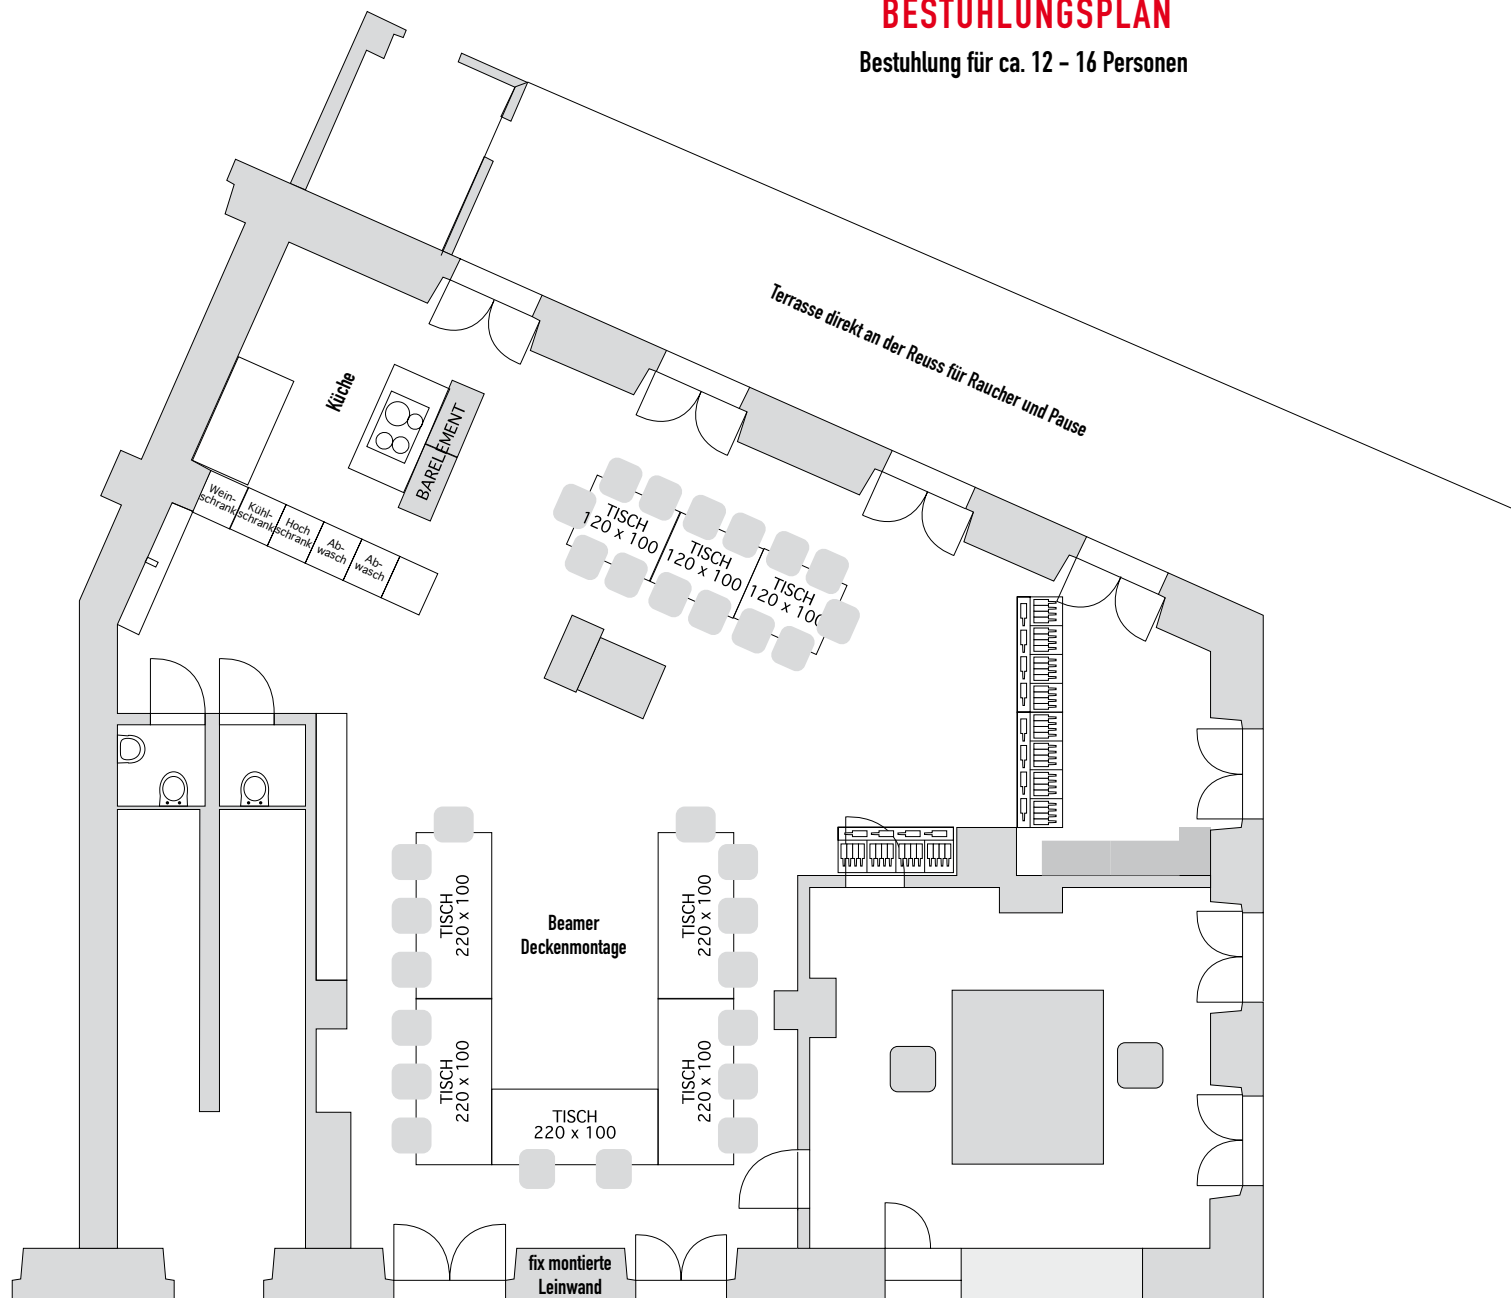 BESTUHLUNGSPLAN
Bestuhlung für ca. 12 – 16 Personen
Terrasse direkt an der Reuss für Raucher und Pause
Küche
BARELEMENT
Wein-
schrank
Kühl-
schrank
Hoch
schrank
Ab-
wasch
Ab-
wasch
TISCH
120 x 100
TISCH
120 x 100
TISCH
120 x 100
TISCH
220 x 100
Beamer
Deckenmontage
TISCH
220 x 100
TISCH
220 x 100
TISCH
220 x 100
TISCH
220 x 100
fix montierte
Leinwand